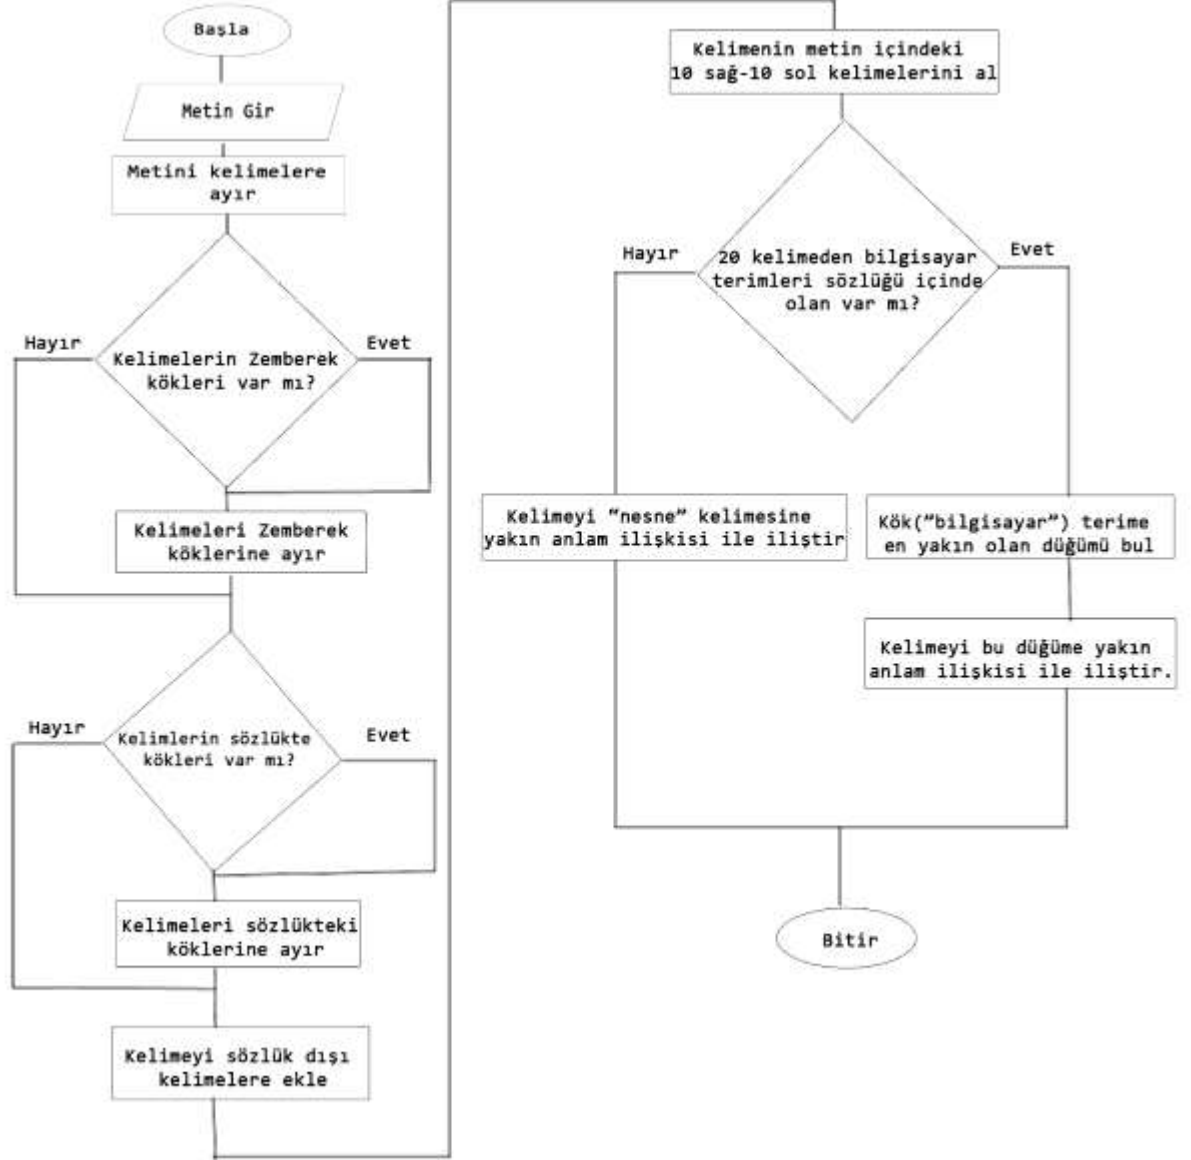 Başla
Metin Gir
Metini kelimelere
ayır
Hayır
Evet
Kelimelerin Zemberek
kökleri var mı?
Kelimeleri Zemberek
köklerine ayır
Hayır
Evet
Kelimlerin sözlükte
kökleri var mı?
Kelimeleri sözlükteki
köklerine ayır
Kelimeyi sözlük dışı
kelimelere ekle
Kelimenin metin içindeki
10 sağ-10 sol kelimelerini al
Hayır
Evet
20 kelimeden bilgisayar
terimleri sözlüğü içinde
olan var mı?
Kelimeyi "nesne" kelimesine
yakın anlam ilişkisi ile iliştir
Kök("bilgisayar") terime
en yakın olan düğümü bul
Kelimeyi bu düğüme yakın
anlam ilişkisi ile iliştir.
Bitir